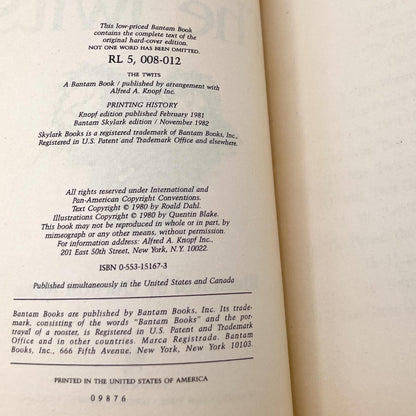 This low-priced Bantam Book
contains the complete text of the
original hard-cover edition.
NOT ONE WORD HAS BEEN OMITTED.
RL 5, 008-012
THE TWITS
A Bantam Book / published by arrangement with
Alfred A. Knopf Inc.
PRINTING HISTORY
Knopf edition published February 1981
Bantam Skylark edition / November 1982
Skylark Books is a registered trademark of Bantam Books, Inc.,
Registered in U.S. Patent and Trademark Office and elsewhere.
All rights reserved under International and
Pan-American Copyright Conventions.
Text Copyright © 1980 by Roald Dahl.
Illustrations Copyright © 1980 by Quentin Blake.
This book may not be reproduced in whole or in part, by
mimeograph or any other means, without permission.
For information address: Alfred A. Knopf Inc.,
201 East 50th Street, New York, N.Y. 10022.
ISBN 0-553-15167-3
Published simultaneously in the United States and Canada
Bantam Books are published by Bantam Books, Inc. Its trade-
mark, consisting of the words "Bantam Books" and the por-
trayal of a rooster, is Registered in U.S. Patent and Trademark
Office and in other countries. Marca Registrada. Bantam
Books, Inc., 666 Fifth Avenue, New York, New York 10103.
PRINTED IN THE UNITED STATES OF AMERICA
0 9 8 7 6